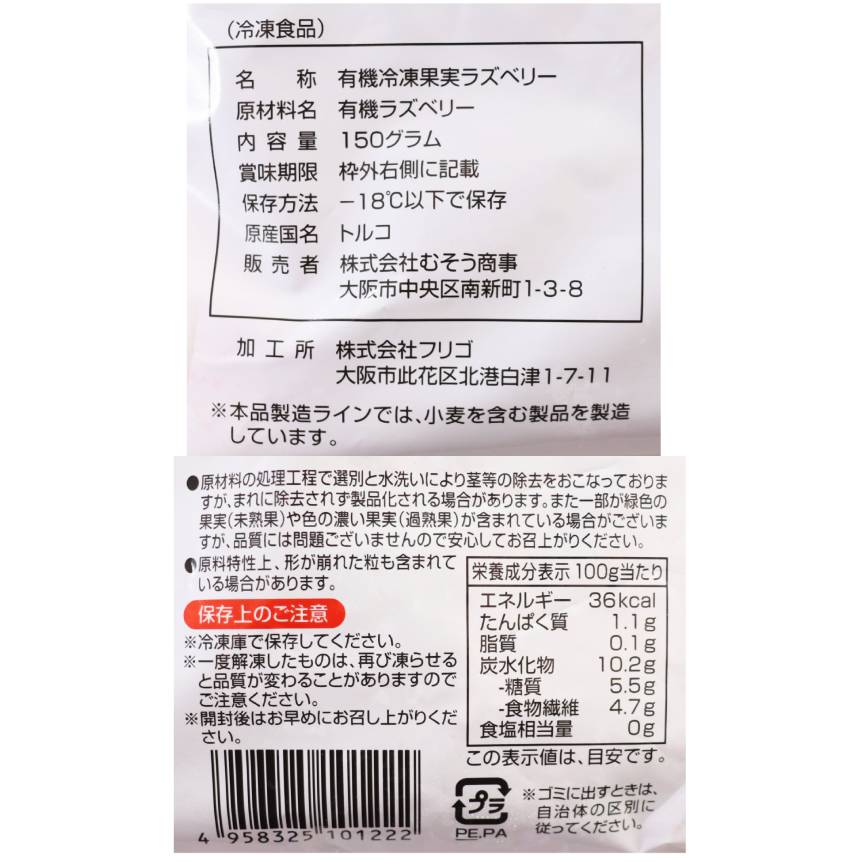 (冷凍食品)
名称 有機冷凍果実ラズベリー
原材料名 有機ラズベリー
内容量 150グラム
賞味期限 枠外右側に記載
保存方法 -18℃以下で保存
原産国名 トルコ
販売者 株式会社むそう商事
大阪市中央区南新町1-3-8
加工所 株式会社フリゴ
大阪市此花区北港白津1-7-11
※本品製造ラインでは、小麦を含む製品を製造
しています。
●原材料の処理工程で選別と水洗いにより茎等の除去をおこなっておりま
すが、まれに除去されず製品化される場合があります。また一部が緑色の
果実(未熟果)や色の濃い果実(過熟果)が含まれている場合がございま
すが、品質には問題ございませんので安心してお召上がりください。
●原料特性上、形が崩れた粒も含まれて
いる場合があります。
保存上のご注意
※冷凍庫で保存してください。
※一度解凍したものは、再び凍らせる
と品質が変わることがありますので
ご注意ください。
※開封後はお早めにお召し上がりくだ
さい。
栄養成分表示 100g当たり
エネルギー 36kcal
たんぱく質 1.1g
脂質 0.1g
炭水化物 10.2g
-糖質 5.5g
-食物繊維 4.7g
食塩相当量 0g
この表示値は、目安です。
4 958325 101222
プラ
PE,PA
※ゴミに出すときは、
自治体の区別に
従ってください。